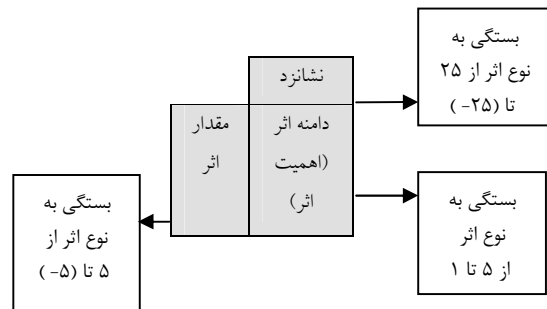 بستگی به
نوع اثر از ۲۵
تا (۲۵-)
نشانزد
دامنه اثر
(اهمیت
اثر)
مقدار
اثر
بستگی به
نوع اثر
از ۵ تا ۱
بستگی به
نوع اثر از
۵ تا (۵-)